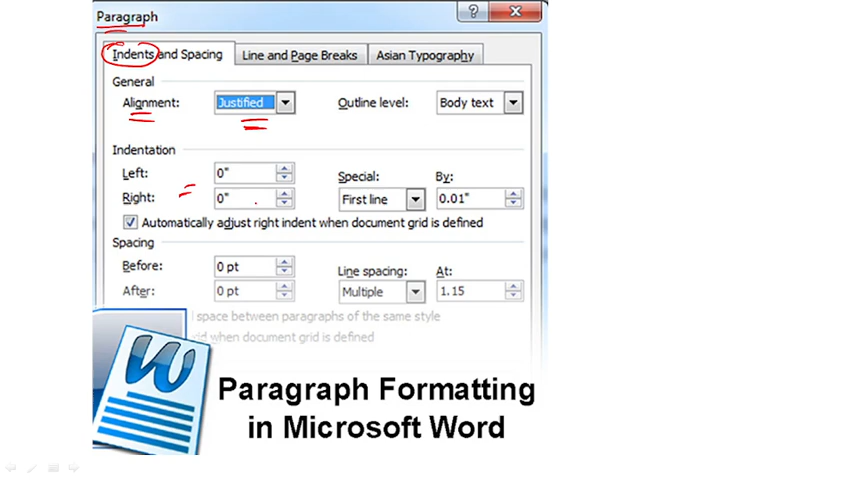 Paragraph
Indents and Spacing Line and Page Breaks Asian Typography
General
Alignment: Justified Outline level: Body text
Indentation
Left: 0"
Special: By:
Right: 0" First line 0.01"
Automatically adjust right indent when document grid is defined
Spacing
Before: 0 pt
Line spacing: At:
After: 0 pt Multiple 1.15
space between paragraphs of the same style
when document grid is defined
W
Paragraph Formatting
in Microsoft Word